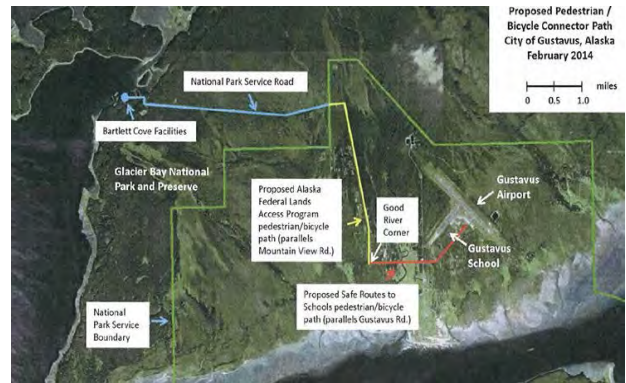 Proposed Pedestrian /
Bicycle Connector Path
City of Gustavus, Alaska
February 2014
miles
0 0.5 1.0
National Park Service Road
Bartlett Cove Facilities
Glacier Bay National
Park and Preserve
Proposed Alaska
Federal Lands
Access Program
pedestrian/bicycle
path (parallels
Mountain View Rd.)
Good
River
Corner
Gustavus
Airport
Gustavus
School
Proposed Safe Routes to
Schools pedestrian/bicycle
path (parallels Gustavus Rd.)
National
Park Service
Boundary